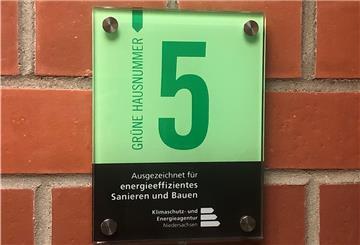 GRÜNE HAUSNUMMER
5
Ausgezeichnet für
energieeffizientes
Sanieren und Bauen
Klimaschutz- und
Energieagentur
Niedersachsen